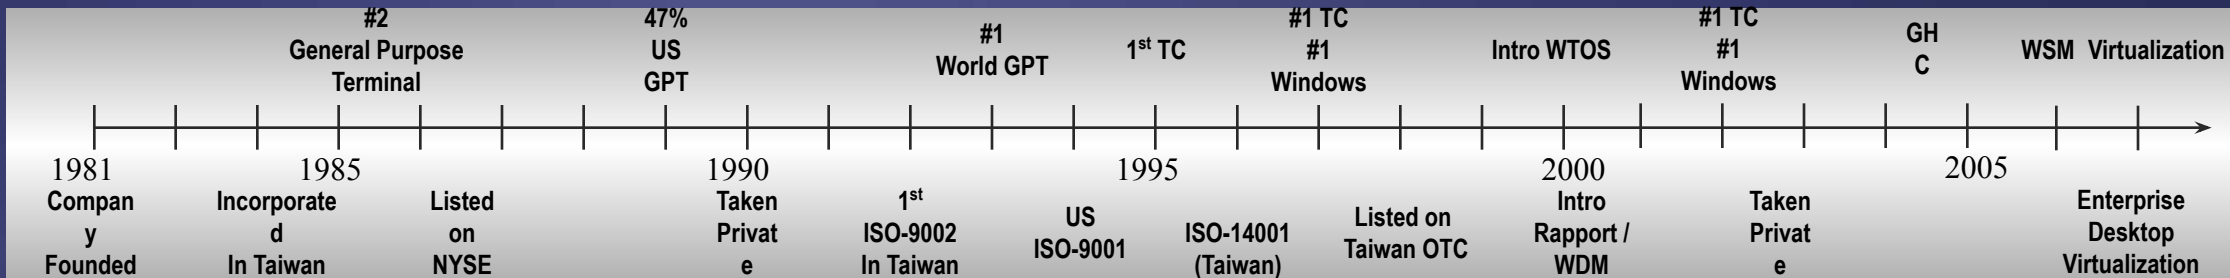 #2
General Purpose
Terminal
47%
US
GPT
#1
World GPT
1st TC
#1 TC
#1
Windows
Intro WTOS
#1 TC
#1
Windows
GH
C
WSM Virtualization
1981
1985
1990
1995
2000
2005
Compan
y
Founded
Incorporate
d
In Taiwan
Listed
on
NYSE
Taken
Privat
e
1st
ISO-9002
In Taiwan
US
ISO-9001
ISO-14001
(Taiwan)
Listed on
Taiwan OTC
Intro
Rapport /
WDM
Taken
Privat
e
Enterprise
Desktop
Virtualization